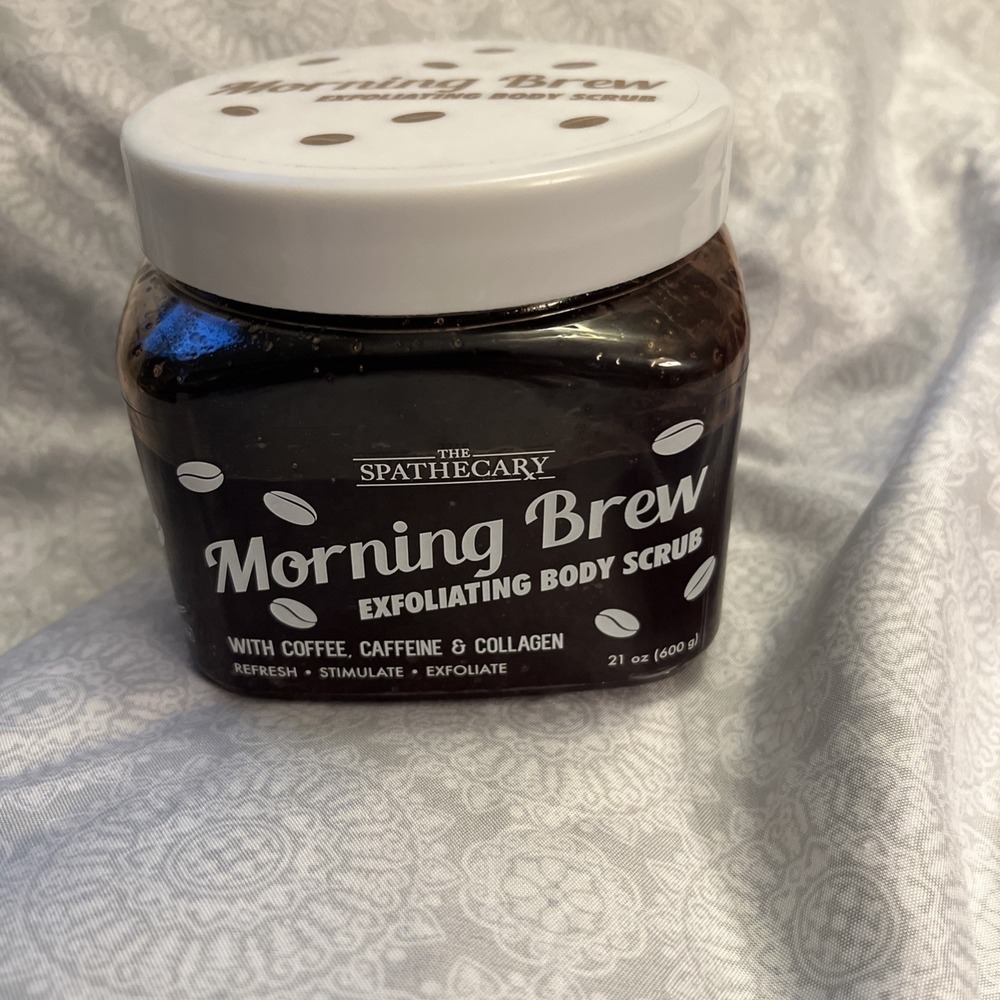 Morning Brew
EXFOLIATING BODY SCRUB
THE
SPATHECARY
Morning Brew
EXFOLIATING BODY SCRUB
WITH COFFEE, CAFFEINE & COLLAGEN
REFRESH • STIMULATE • EXFOLIATE
21 oz (600 g)